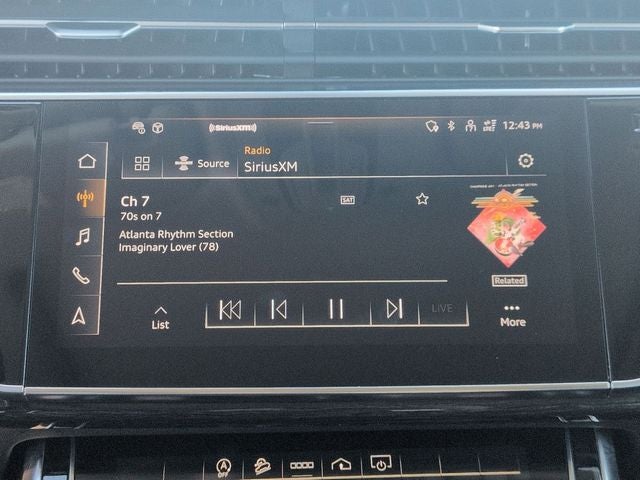 ((SiriusXM))
12:43 PM
Source
Radio
SiriusXM
Ch 7
SAT
70s on 7
Atlanta Rhythm Section
Imaginary Lover (78)
Related
List
LIVE
More
OFF